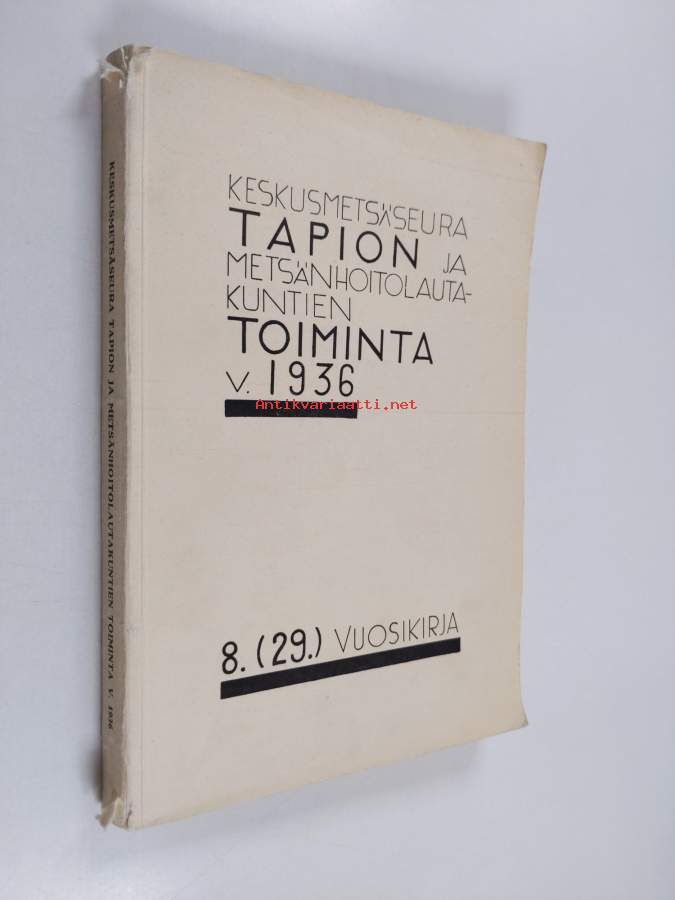 KESKUSMETSÄSEURA
TAPION JA
METSÄNHOITOLAUTA-
KUNTIEN
TOIMINTA
V. 1936
Antikvariaatti.net
8. (29.) VUOSIKIRJA
KESKUSMETSÄSEURA TAPION JA METSÄNHOITOLAUTAKUNTIEN TOIMINTA V. 1936